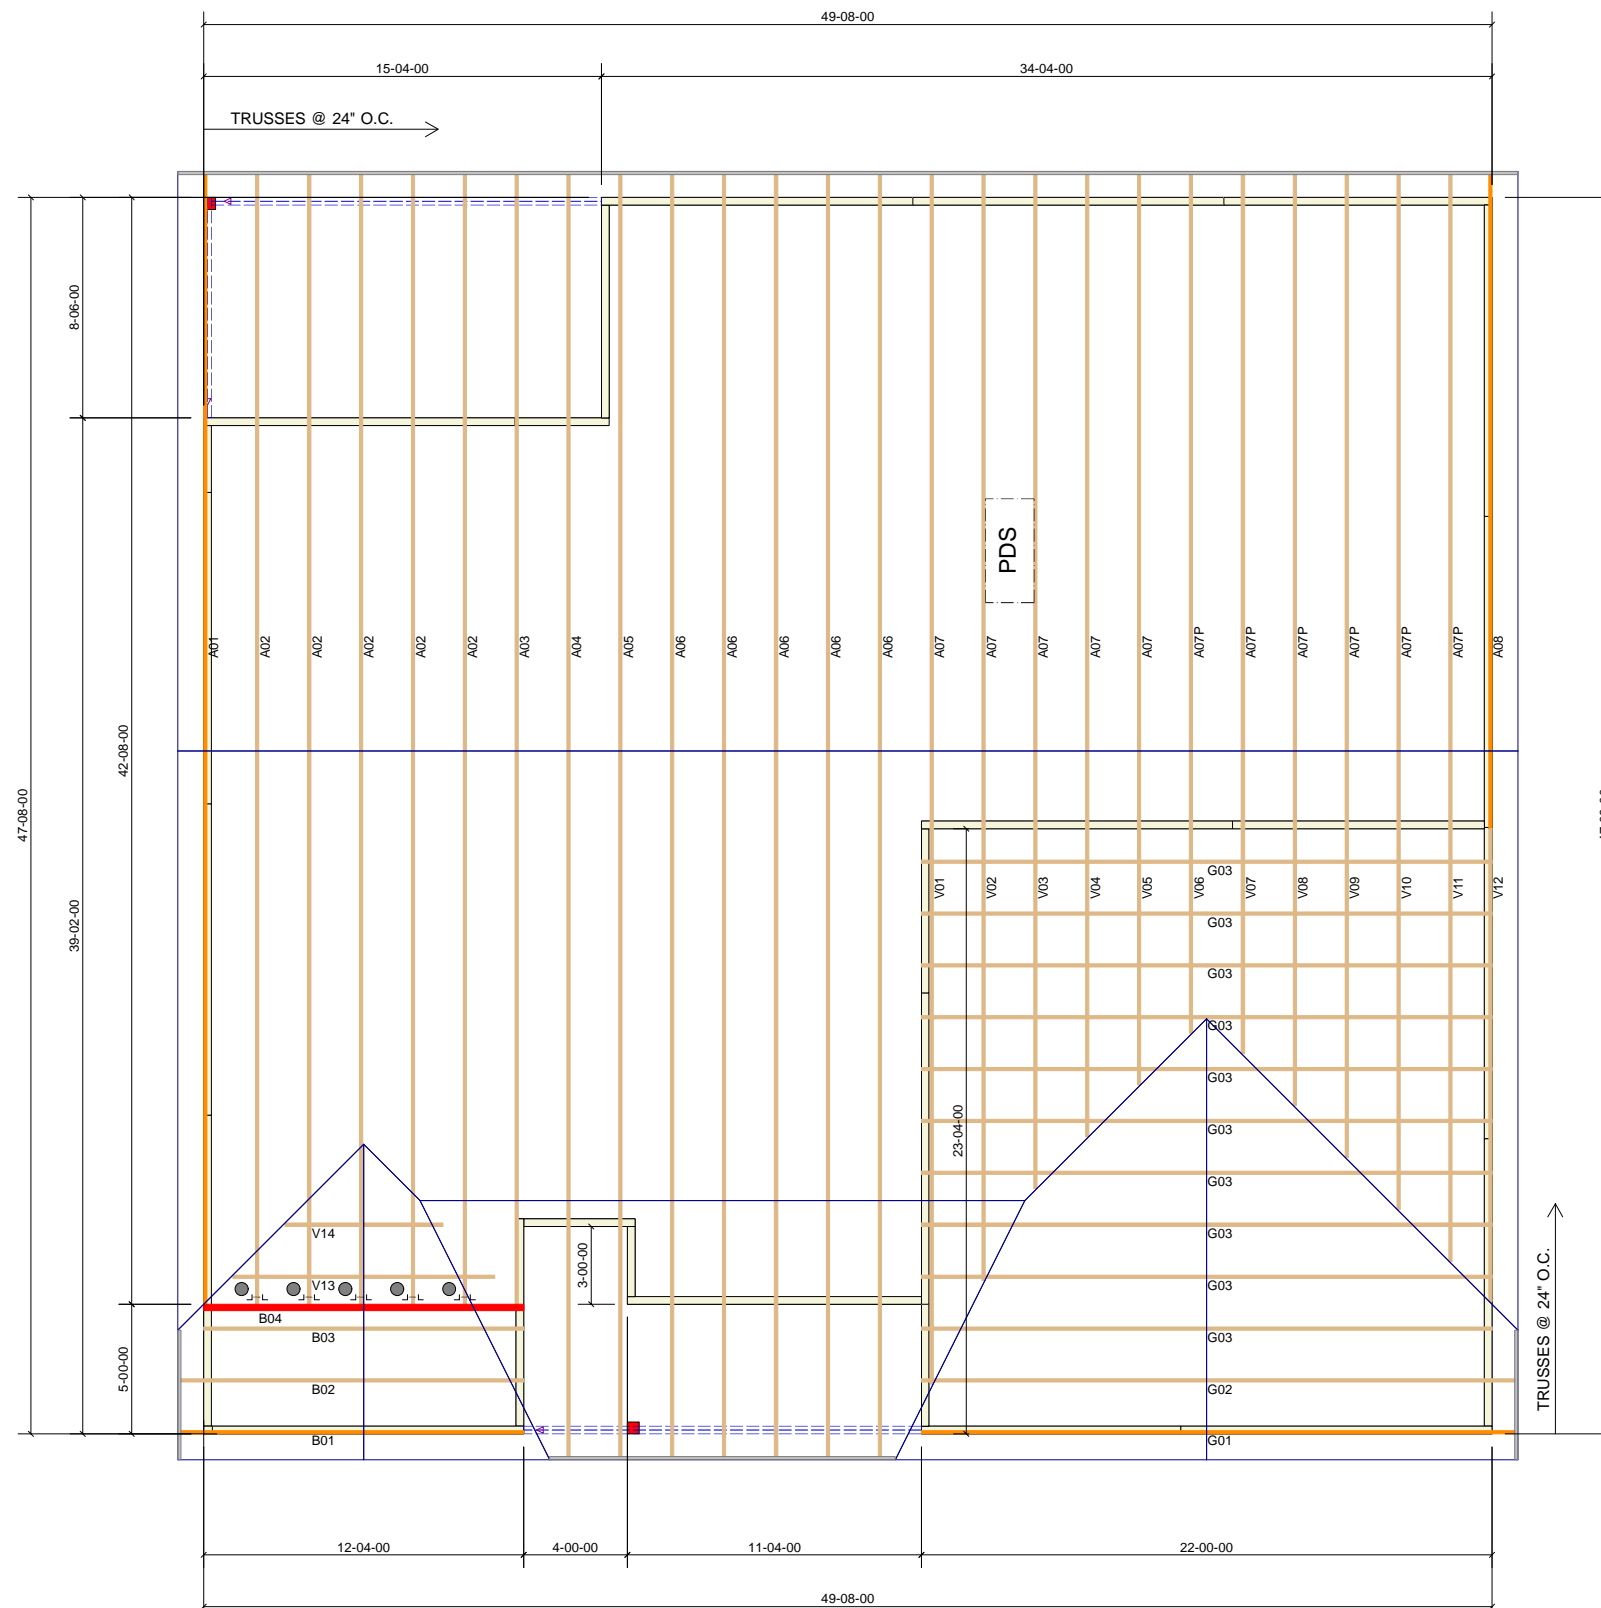 49-08-00
15-04-00
34-04-00
TRUSSES @ 24" O.C.
8-06-00
39-02-00
47-08-00
42-08-00
5-00-00
PDS
A01
A02
A02
A02
A02
A02
A03
A04
A05
A06
A06
A06
A06
A06
A07
A07
A07
A07
A07
A07P
A07P
A07P
A07P
A07P
A07P
A08
G03
V01
V02
V03
V04
V05
V06
V07
V08
V09
V10
V11
V12
G03
G03
G03
G03
G03
G03
G03
G03
G03
G02
G01
23-04-00
3-00-00
V14
V13
B04
B03
B02
B01
TRUSSES @ 24" O.C.
12-04-00
4-00-00
11-04-00
22-00-00
49-08-00